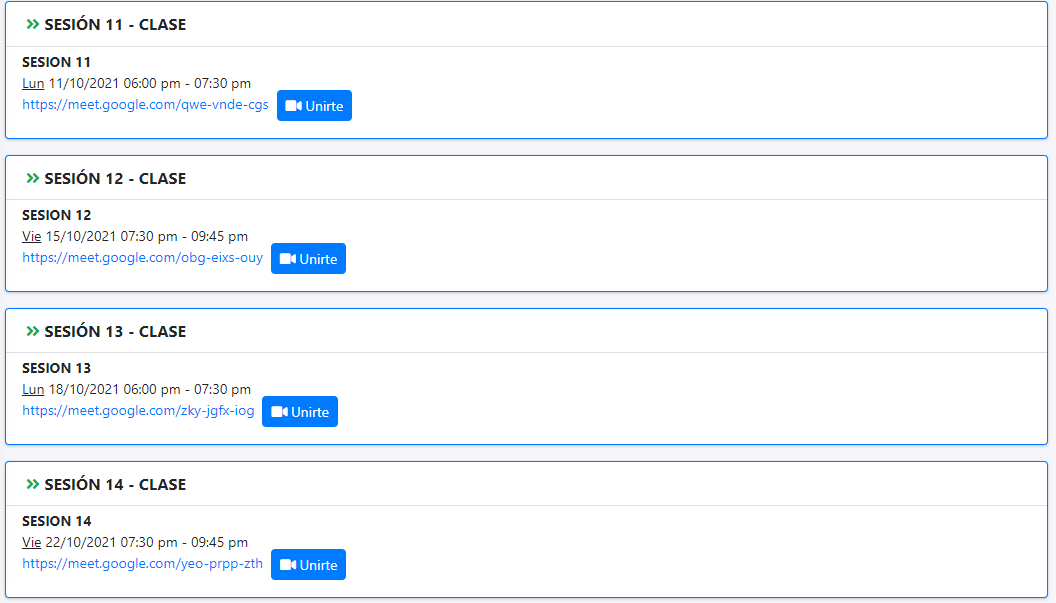 SESIÓN 11 - CLASE
SESION 11
Lun 11/10/2021 06:00 pm - 07:30 pm
https://meet.google.com/qwe-vnde-cgs Unirte
SESIÓN 12 - CLASE
SESION 12
Vie 15/10/2021 07:30 pm - 09:45 pm
https://meet.google.com/obg-eixs-ouy Unirte
SESIÓN 13 - CLASE
SESION 13
Lun 18/10/2021 06:00 pm - 07:30 pm
https://meet.google.com/zky-jgfx-iog Unirte
SESIÓN 14 - CLASE
SESION 14
Vie 22/10/2021 07:30 pm - 09:45 pm
https://meet.google.com/yeo-prpp-zth Unirte